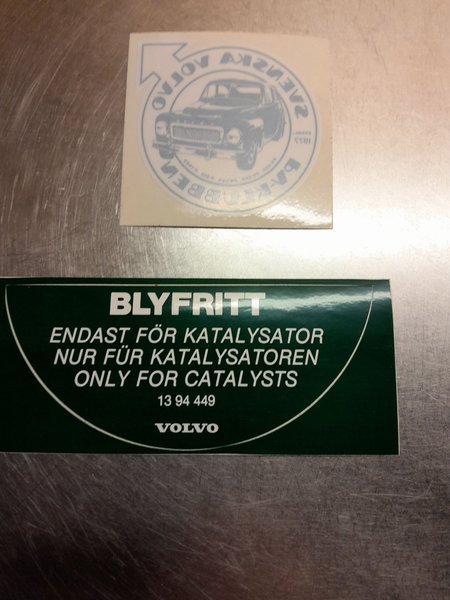 SVENSKA VOLVO
1977
PV-KLUBBEN
BLYFRITT
ENDAST FÖR KATALYSATOR
NUR FÜR KATALYSATOREN
ONLY FOR CATALYSTS
13 94 449
VOLVO